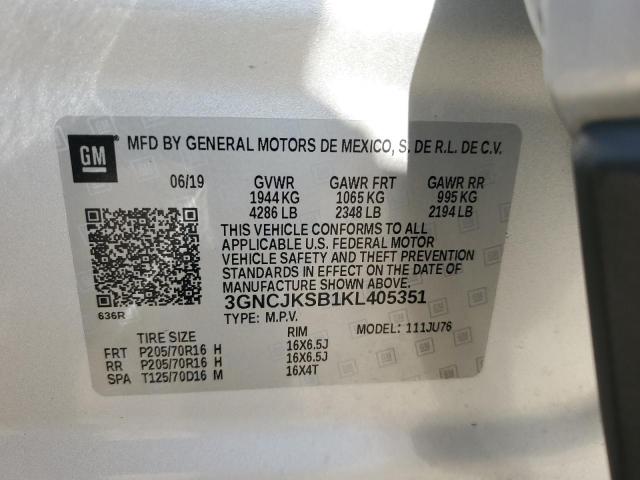 GM
MFD BY GENERAL MOTORS DE MEXICO, S. DE R.L. DE C.V.
06/19 GVWR GAWR FRT GAWR RR
1944 KG 1065 KG 995 KG
4286 LB 2348 LB 2194 LB
THIS VEHICLE CONFORMS TO ALL
APPLICABLE U.S. FEDERAL MOTOR
VEHICLE SAFETY AND THEFT PREVENTION
STANDARDS IN EFFECT ON THE DATE OF
MANUFACTURE SHOWN ABOVE.
3GNCJKSB1KL405351
636R
TYPE: M.P.V. MODEL: 111JU76
TIRE SIZE RIM
FRT P205/70R16 H 16X6.5J
RR P205/70R16 H 16X6.5J
SPA T125/70D16 M 16X4T